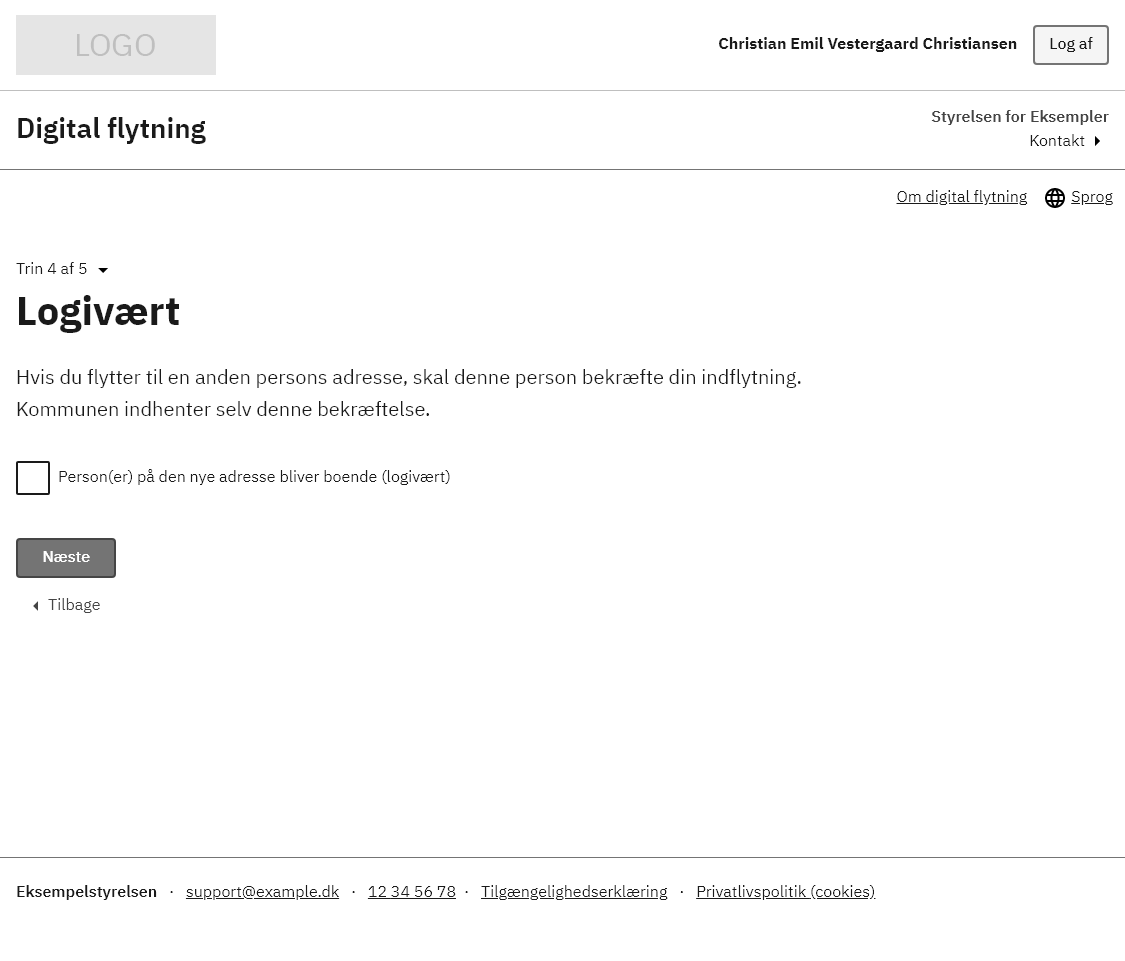 LOGO
Christian Emil Vestergaard Christiansen
Log af
Digital flytning
Styrelsen for Eksempler
Kontakt
Om digital flytning
Sprog
Trin 4 af 5
Logivært
Hvis du flytter til en anden persons adresse, skal denne person bekræfte din indflytning.
Kommunen indhenter selv denne bekræftelse.
Person(er) på den nye adresse bliver boende (logivært)
Næste
Tilbage
Eksempelstyrelsen · support@example.dk · 12 34 56 78 · Tilgængelighedserklæring · Privatlivspolitik (cookies)